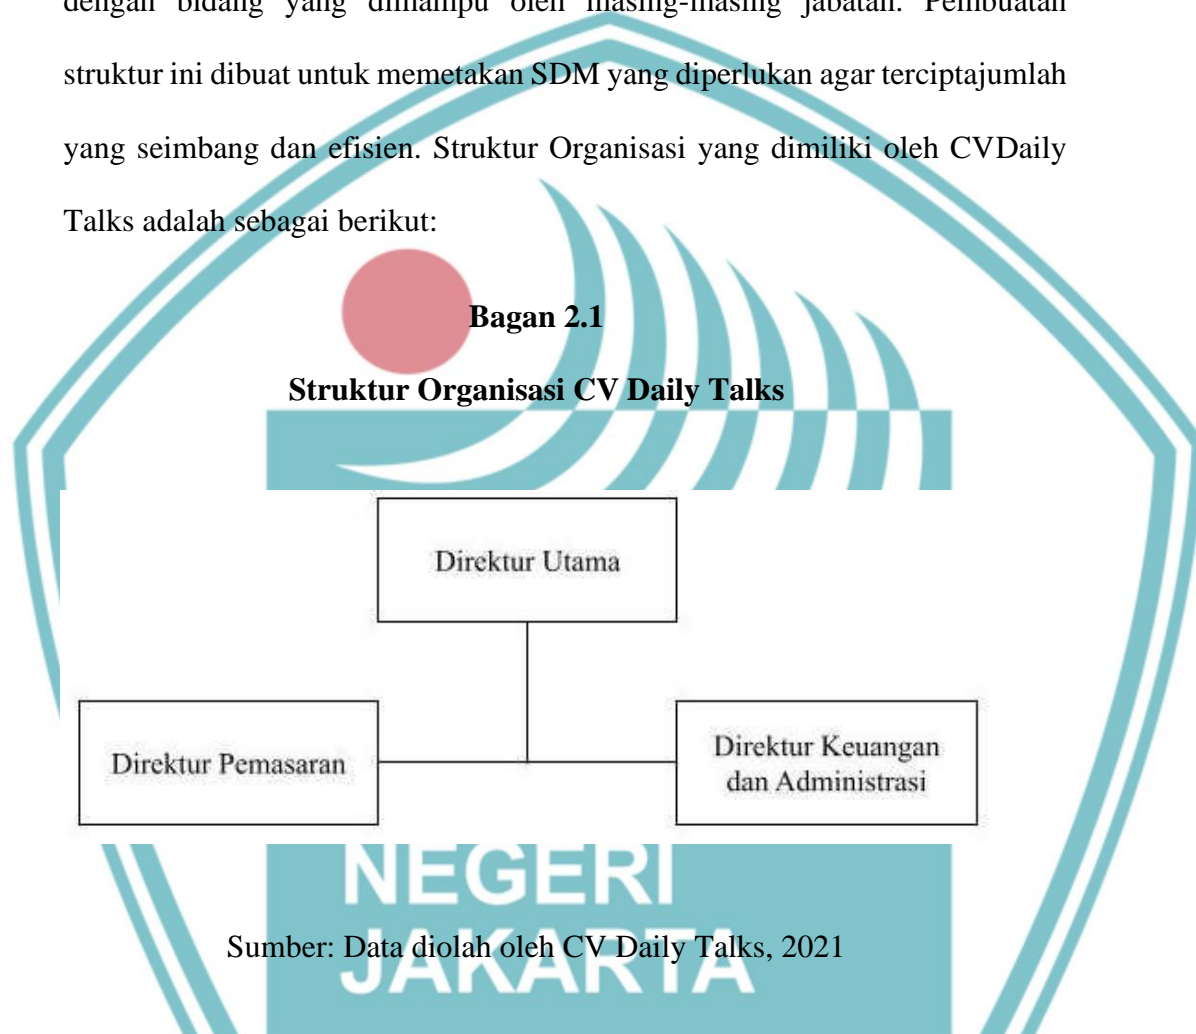 dengan bidang yang dimampu oleh masing-masing jabatan. Pembuatan
struktur ini dibuat untuk memetakan SDM yang diperlukan agar terciptajumlah
yang seimbang dan efisien. Struktur Organisasi yang dimiliki oleh CVDaily
Talks adalah sebagai berikut:
Bagan 2.1
Struktur Organisasi CV Daily Talks
Direktur Utama
Direktur Pemasaran
Direktur Keuangan
dan Administrasi
NEGERI
Sumber: Data diolah oleh CV Daily Talks, 2021
JAKARTA